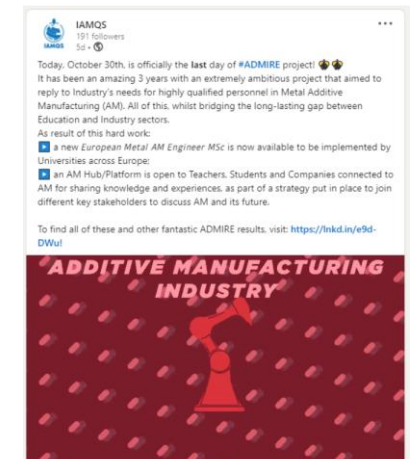 IAMQS
191 followers
5d •
Today, October 30th, is officially the last day of #ADMIRE project!
It has been an amazing 3 years with an extremely ambitious project that aimed to
reply to Industry's needs for highly qualified personnel in Metal Additive
Manufacturing (AM). All of this, whilst bridging the long-lasting gap between
Education and Industry sectors.
As result of this hard work:
a new European Metal AM Engineer MSc is now available to be implemented by
Universities across Europe;
an AM Hub/Platform is open to Teachers, Students and Companies connected to
AM for sharing knowledge and experiences, as part of a strategy put in place to join
different key stakeholders to discuss AM and its future.
To find all of these and other fantastic ADMIRE results, visit: https://lnkd.in/e9d-
DWu!
ADDITIVE MANUFACTURING
INDUSTRY